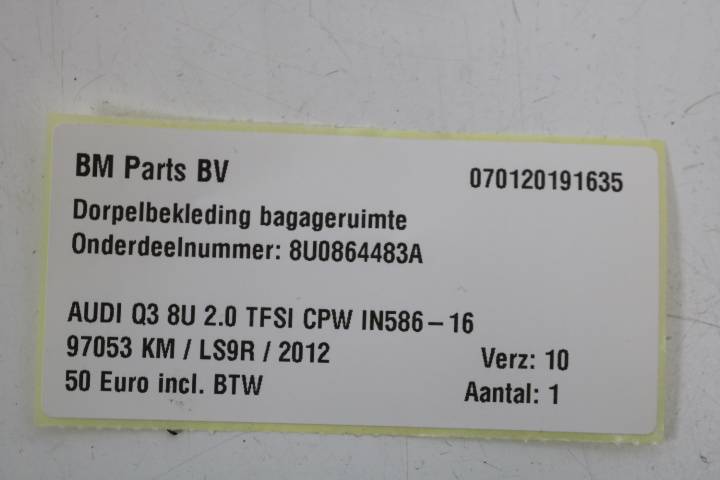 BM Parts BV 070120191635
Dorpelbekleding bagageruimte
Onderdeelnummer: 8U0864483A
AUDI Q3 8U 2.0 TFSI CPW IN586-16
97053 KM / LS9R / 2012 Verz: 10
50 Euro incl. BTW Aantal: 1